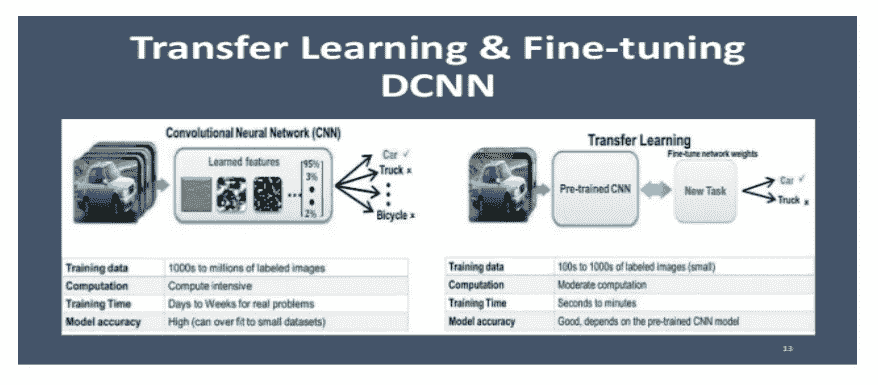 Transfer Learning & Fine-tuning
DCNN
Convolutional Neural Network (CNN)
Learned features
95%
3%
2%
Car ✓
Truck x
Bicycle x
Training data 1000s to millions of labeled images
Computation Compute intensive
Training Time Days to Weeks for real problems
Model accuracy High (can over fit to small datasets)
Transfer Learning
Fine-tune network weights
Pre-trained CNN
New Task
Car ✓
Truck x
Training data 100s to 1000s of labeled images (small)
Computation Moderate computation
Training Time Seconds to minutes
Model accuracy Good, depends on the pre-trained CNN model
13